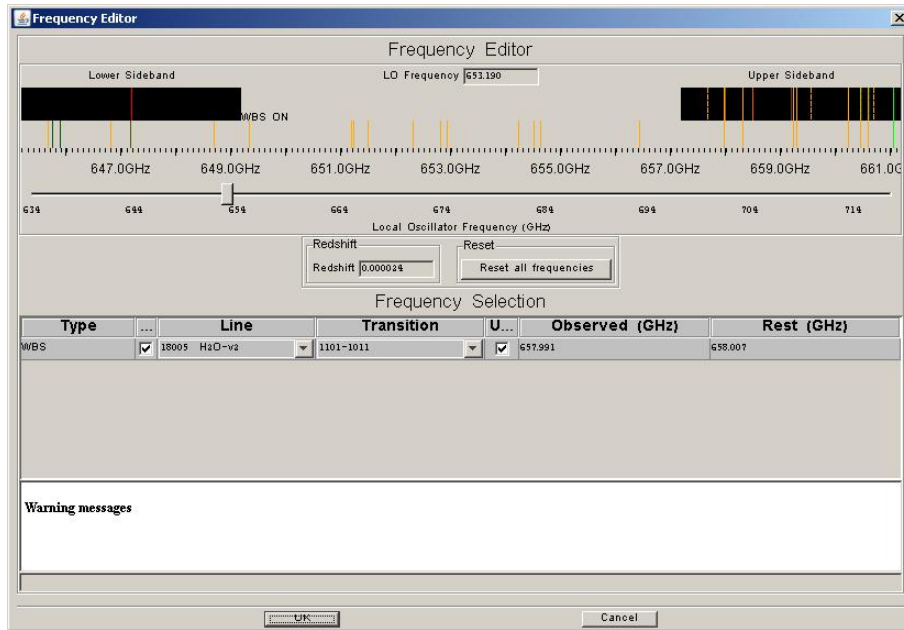 Frequency Editor
Frequency Editor
Lower Sideband LO Frequency 653.190 Upper Sideband
WBS ON
647.0GHz 649.0GHz 651.0GHz 653.0GHz 655.0GHz 657.0GHz 659.0GHz 661.0G
634 644 654 664 674 684 694 704 714
Local Oscillator Frequency (GHz)
Redshift Reset
Redshift 0.000024 Reset all frequencies
Frequency Selection
Type ... Line Transition U... Observed (GHz) Rest (GHz)
WBS 18005 H2O-v2 1101-1011 657.991 658.007
Warning messages
OK Cancel